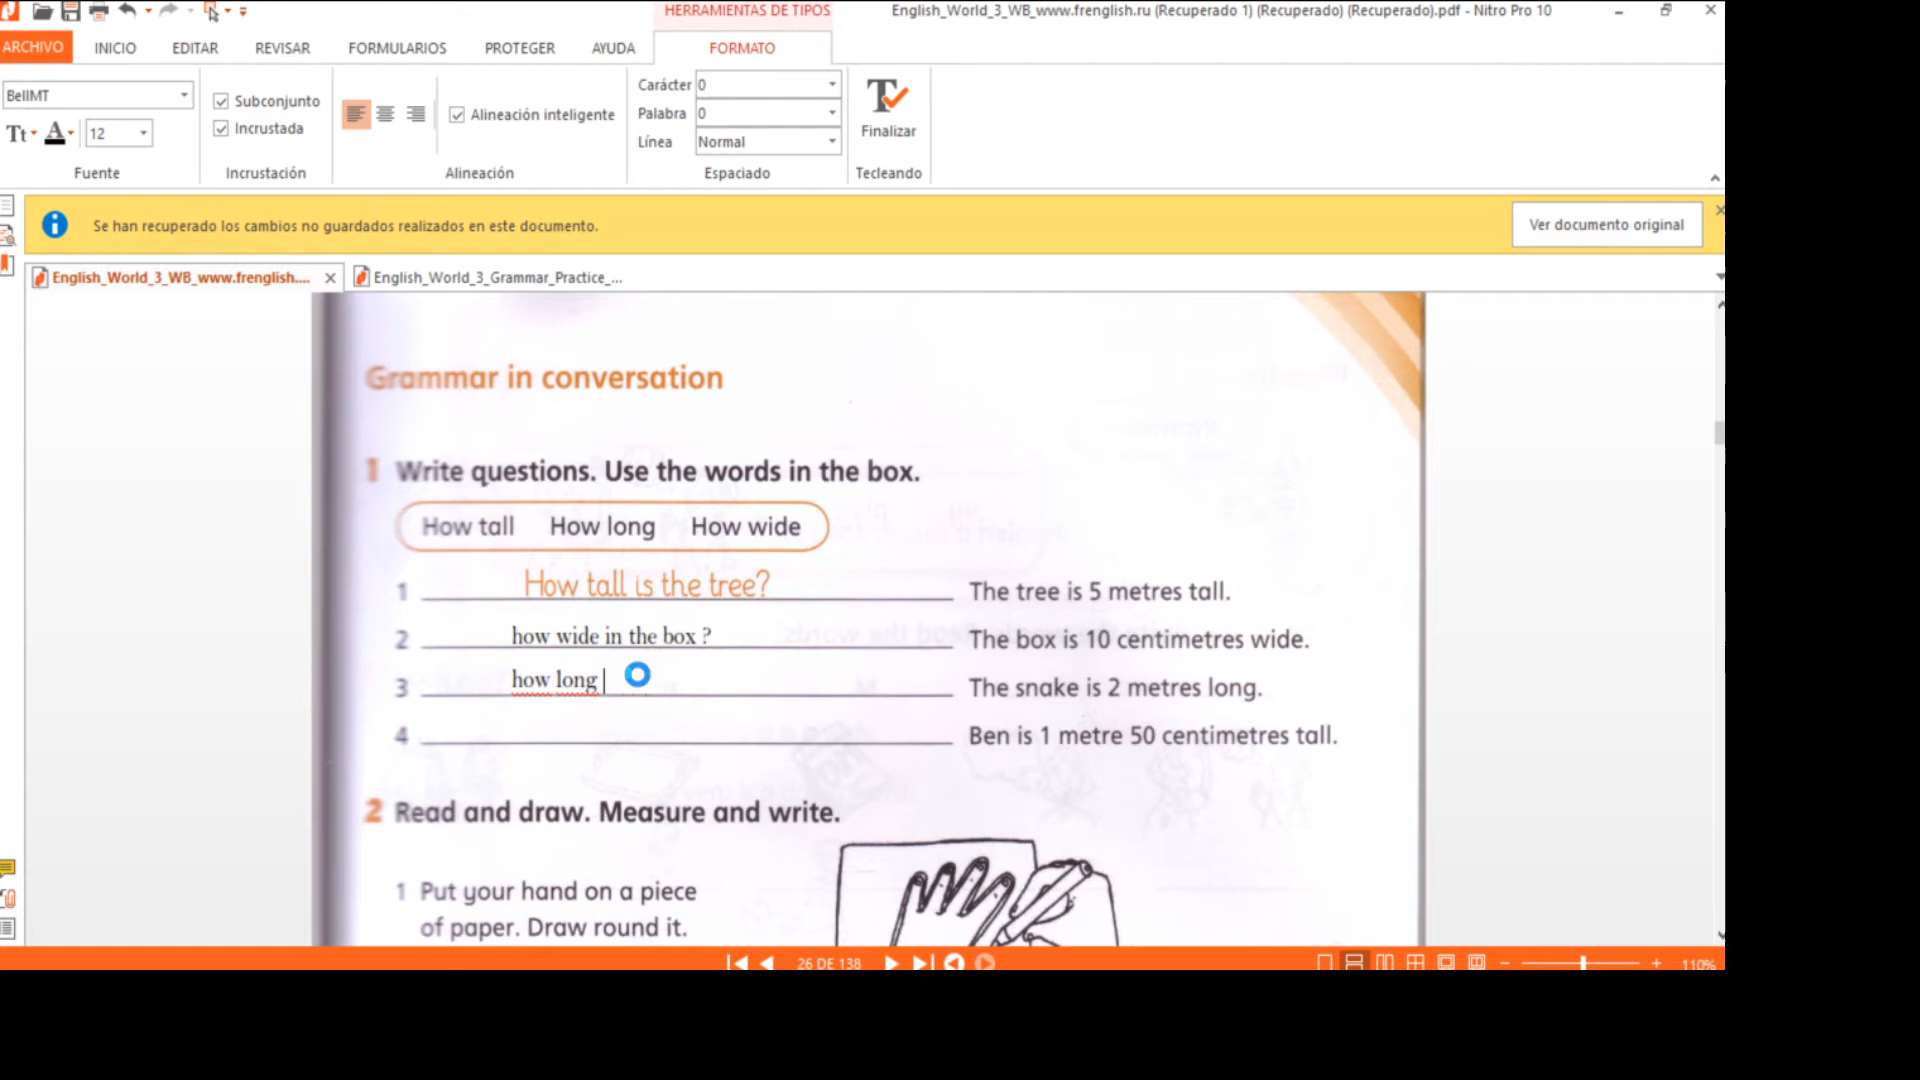 HERRAMIENTAS DE TIPOS
English_World_3_WB_www.frenglish.ru (Recuperado 1) (Recuperado) (Recuperado).pdf - Nitro Pro 10
ARCHIVO INICIO EDITAR REVISAR FORMULARIOS PROTEGER AYUDA FORMATO
BellMT
Subconjunto
Incrustada
12
Alineación inteligente
Carácter 0
Palabra 0
Línea Normal
Finalizar
Fuente Incrustación Alineación Espaciado Tecleando
Se han recuperado los cambios no guardados realizados en este documento.
Ver documento original
English_World_3_WB_www.frenglish.... English_World_3_Grammar_Practice_...
Grammar in conversation
1 Write questions. Use the words in the box.
How tall How long How wide
1 How tall is the tree? The tree is 5 metres tall.
2 how wide in the box ? The box is 10 centimetres wide.
3 how long The snake is 2 metres long.
4 Ben is 1 metre 50 centimetres tall.
2 Read and draw. Measure and write.
1 Put your hand on a piece
of paper. Draw round it.
26 DE 138
110%